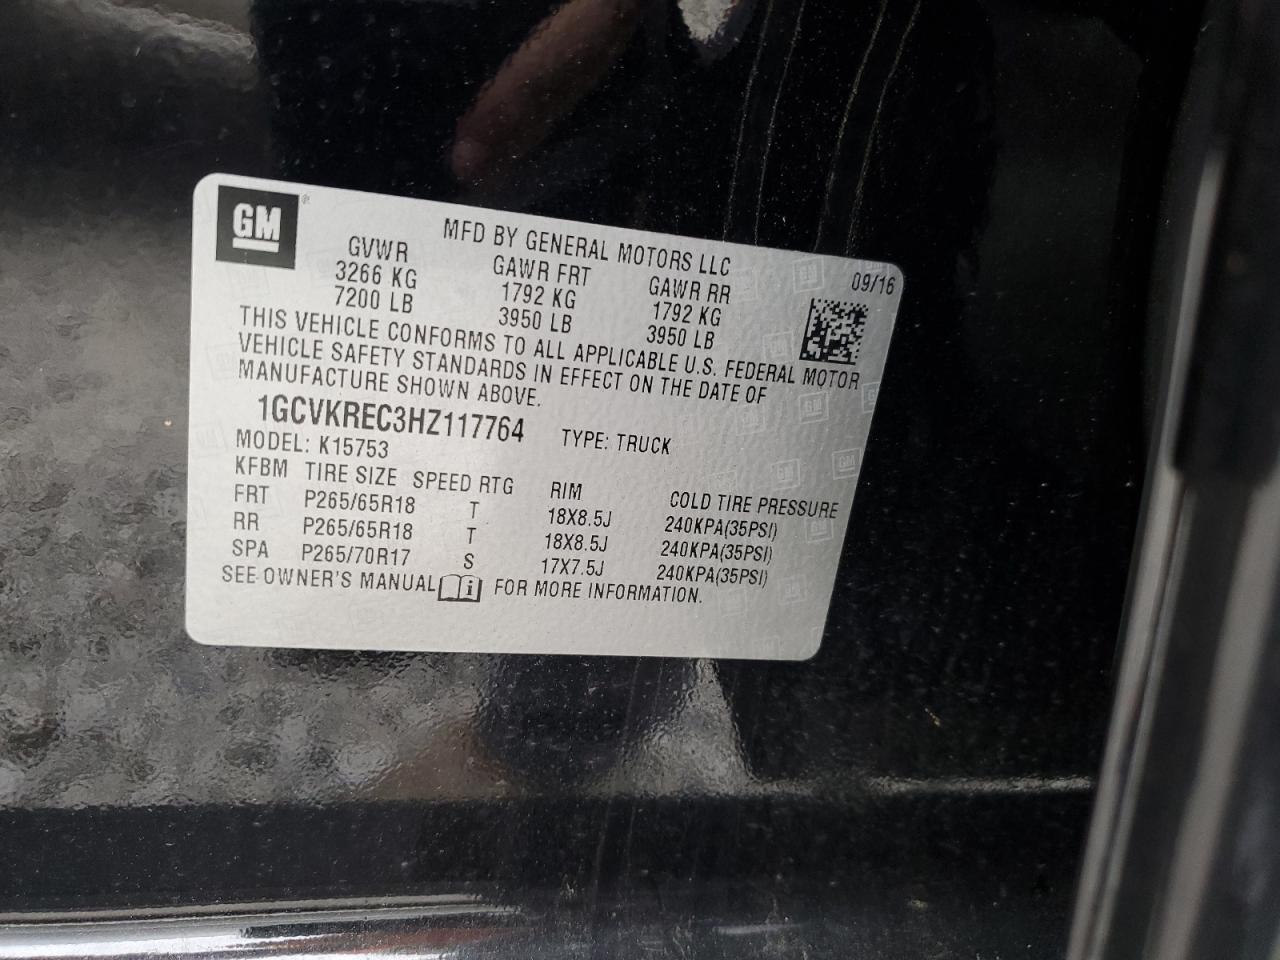 GM
MFD BY GENERAL MOTORS LLC
09/16
GVWR GAWR FRT GAWR RR
3266 KG 1792 KG 1792 KG
7200 LB 3950 LB 3950 LB
THIS VEHICLE CONFORMS TO ALL APPLICABLE U.S. FEDERAL MOTOR
VEHICLE SAFETY STANDARDS IN EFFECT ON THE DATE OF
MANUFACTURE SHOWN ABOVE.
1GCVKREC3HZ117764 TYPE: TRUCK
MODEL: K15753
KFBM TIRE SIZE SPEED RTG RIM COLD TIRE PRESSURE
FRT P265/65R18 T 18X8.5J 240KPA(35PSI)
RR P265/65R18 T 18X8.5J 240KPA(35PSI)
SPA P265/70R17 S 17X7.5J 240KPA(35PSI)
SEE OWNER'S MANUAL i FOR MORE INFORMATION.